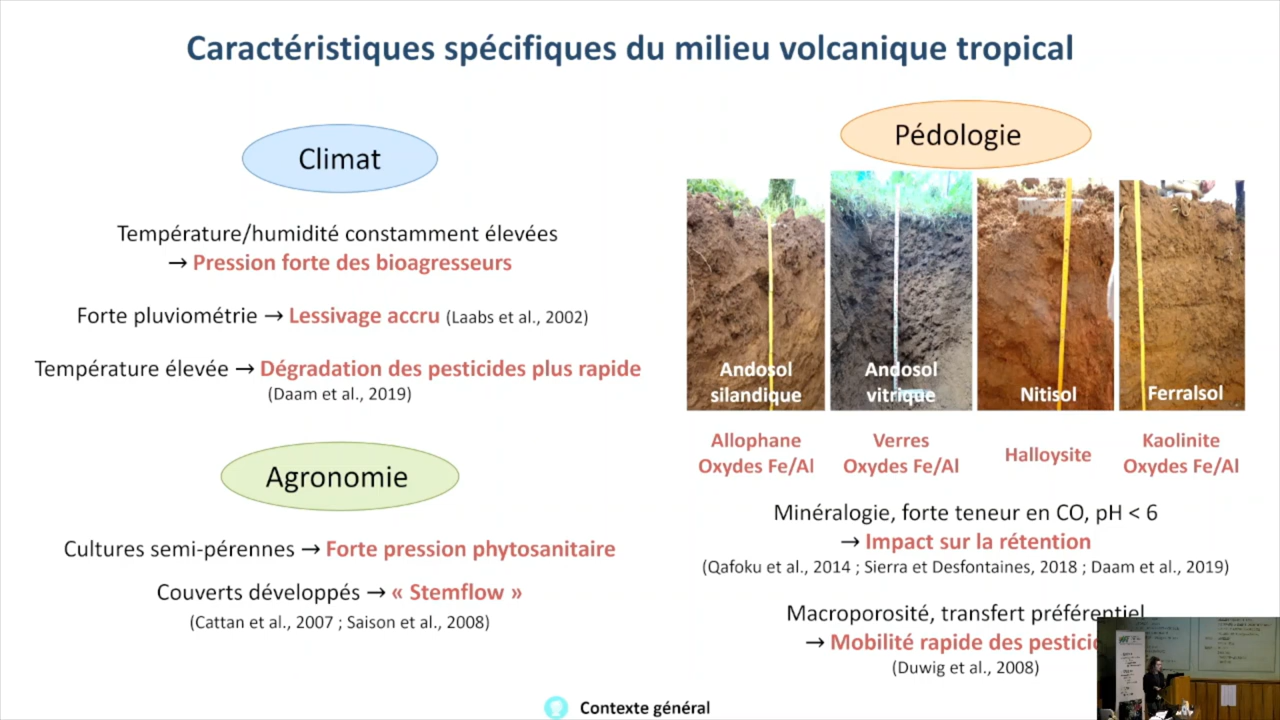 Caractéristiques spécifiques du milieu volcanique tropical
Climat
Température/humidité constamment élevées
→ Pression forte des bioagresseurs
Forte pluviométrie → Lessivage accru (Laabs et al., 2002)
Température élevée → Dégradation des pesticides plus rapide
(Daam et al., 2019)
Agronomie
Cultures semi-pérennes → Forte pression phytosanitaire
Couverts développés → « Stemflow »
(Cattan et al., 2007 ; Saison et al., 2008)
Pédologie
Andosol
silandique
Andosol
vitrique
Nitisol
Ferralsol
Allophane
Oxydes Fe/Al
Verres
Oxydes Fe/Al
Halloysite
Kaolinite
Oxydes Fe/Al
Minéralogie, forte teneur en CO, pH < 6
→ Impact sur la rétention
(Qafoku et al., 2014 ; Sierra et Desfontaines, 2018 ; Daam et al., 2019)
Macroporosité, transfert préférentiel
→ Mobilité rapide des
(Duwig et al., 2008)
Contexte général